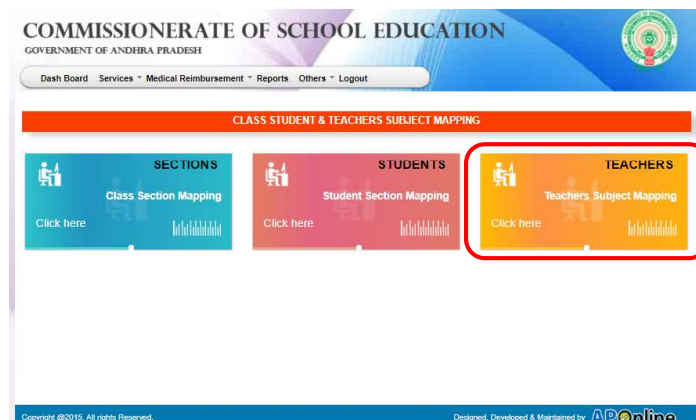 COMMISSIONERATE OF SCHOOL EDUCATION
GOVERNMENT OF ANDHRA PRADESH
Dash Board Services Medical Reimbursement Reports Others Logout
CLASS STUDENT & TEACHERS SUBJECT MAPPING
SECTIONS
Class Section Mapping
Click here
STUDENTS
Student Section Mapping
Click here
TEACHERS
Teachers Subject Mapping
Click here
Copyright @2015. All rights Reserved.
Designed, Developed & Maintained by APOnline